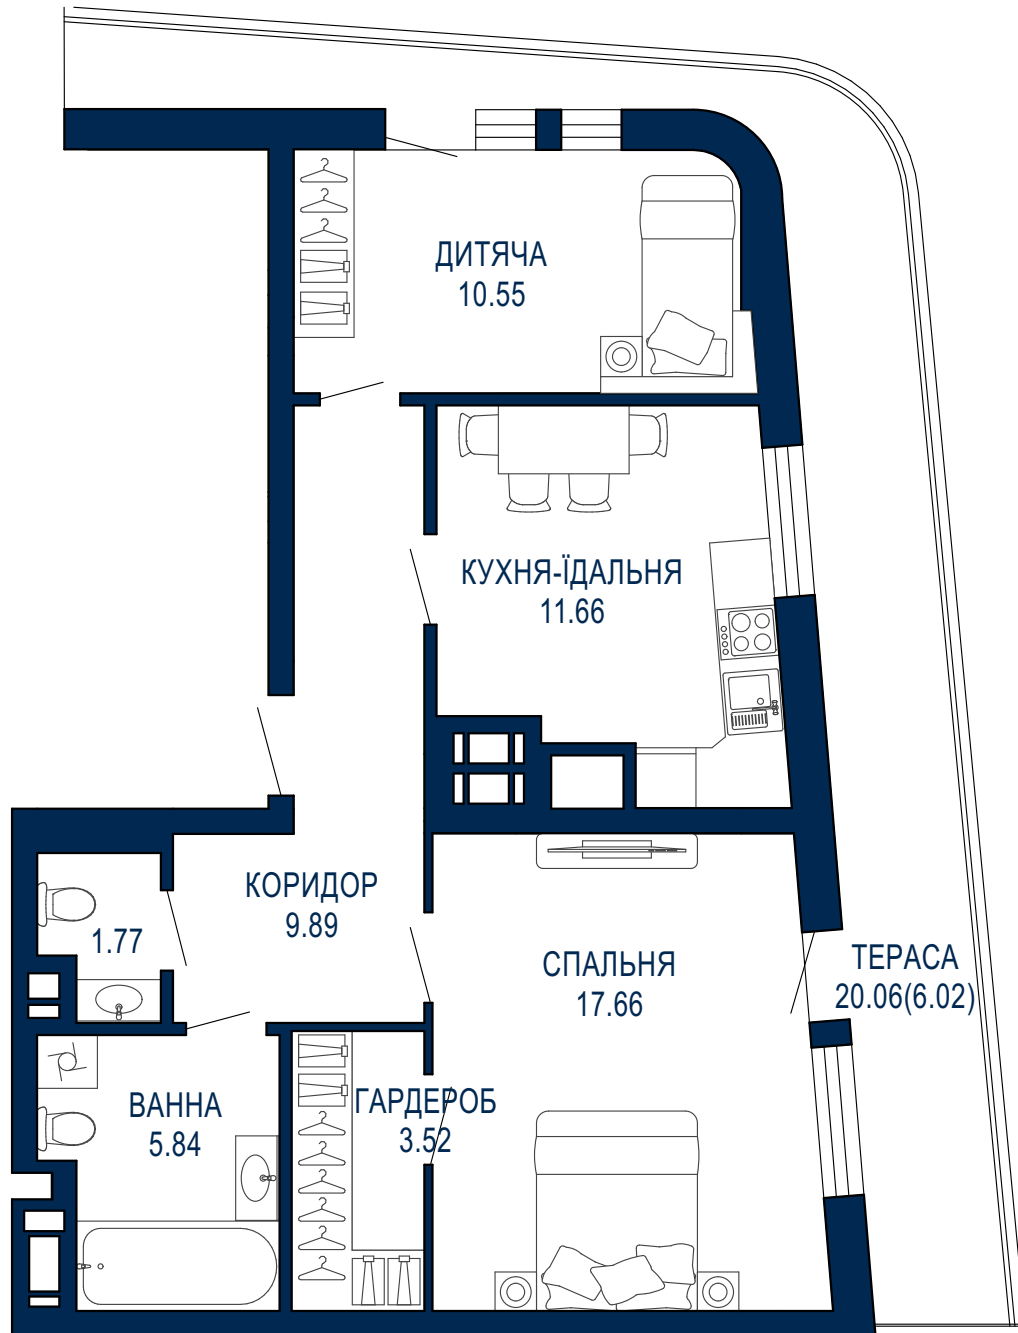 ДИТЯЧА
10.55
КУХНЯ-ЇДАЛЬНЯ
11.66
КОРИДОР
9.89
1.77
СПАЛЬНЯ
17.66
ТЕРАСА
20.06(6.02)
ВАННА
5.84
ГАРДЕРОБ
3.52